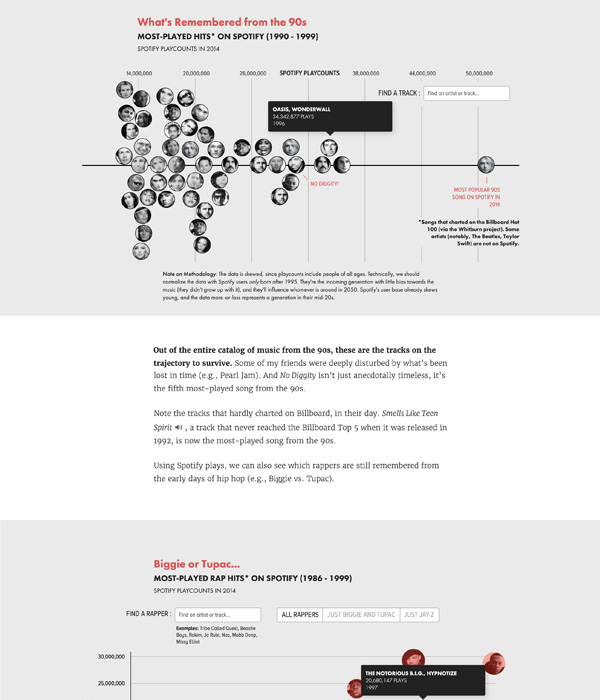 What's Remembered from the 90s
MOST-PLAYED HITS* ON SPOTIFY (1990 - 1999)
SPOTIFY PLAYCOUNTS IN 2014
14,000,000 20,000,000 26,000,000 SPOTIFY PLAYCOUNTS 38,000,000 44,000,000 50,000,000
FIND A TRACK : Find an artist or track...
OASIS, WONDERWALL
34,342,877 PLAYS
1996
NO DIGGITY!
MOST POPULAR 90S
SONG ON SPOTIFY IN
2014
*Songs that charted on the Billboard Hot
100 (via the Whitburn project). Some
artists (notably, The Beatles, Taylor
Swift) are not on Spotify.
Note on Methodology: The data is skewed, since playcounts include people of all ages. Technically, we should
normalize the data with Spotify users only born after 1995. They're the incoming generation with little bias towards the
music (they didn't grow up with it), and they'll influence whomever is around in 2050. Spotify's user base already skews
young, and the data more-or-less represents a generation in their mid-20s.
Out of the entire catalog of music from the 90s, these are the tracks on the
trajectory to survive. Some of my friends were deeply disturbed by what's been
lost in time (e.g., Pearl Jam). And No Diggity isn't just anecdotally timeless, it's
the fifth most-played song from the 90s.
Note the tracks that hardly charted on Billboard, in their day. Smells Like Teen
Spirit , a track that never reached the Billboard Top 5 when it was released in
1992, is now the most-played song from the 90s.
Using Spotify plays, we can also see which rappers are still remembered from
the early days of hip hop (e.g., Biggie vs. Tupac).
Biggie or Tupac...
MOST-PLAYED RAP HITS* ON SPOTIFY (1986 - 1999)
SPOTIFY PLAYCOUNTS IN 2014
FIND A RAPPER : Find an artist or track... ALL RAPPERS JUST BIGGIE AND TUPAC JUST JAY-Z
Examples: Tribe Called Quest, Beastie
Boys, Rakim, Ja Rule, Nas, Mobb Deep,
Missy Elliot
30,000,000
THE NOTORIOUS B.I.G., HYPNOTIZE
20,680,147 PLAYS
1997
25,000,000